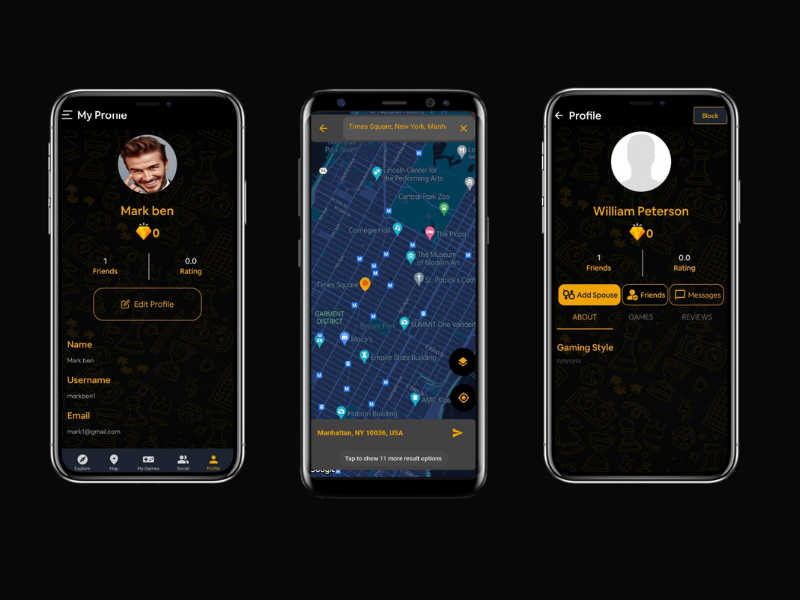 My Profile
Mark ben
0
1
Friends
0.0
Rating
Edit Profile
Name
Mark ben
Username
markben1
Email
mark1@gmail.com
Explore
Map
My Games
Social
Profile
Times Square, New York, Manh
Lincoln Center for
the Performing Arts
Central Park Zoo
Carnegie Hall
The Plaza
The Museum
of Modern Art
St. Patrick's Cath
Times Square
GARMENT
DISTRICT
Bryant Park
SUMMIT One Vander
Macy's
Empire State Building
AMC Kips
Flatiron Building
Manhattan, NY 10036, USA
Tap to show 11 more result options
Google
Profile
Block
William Peterson
0
1
Friends
0.0
Rating
Add Spouse
Friends
Messages
ABOUT
GAMES
REVIEWS
Gaming Style
sysysyss